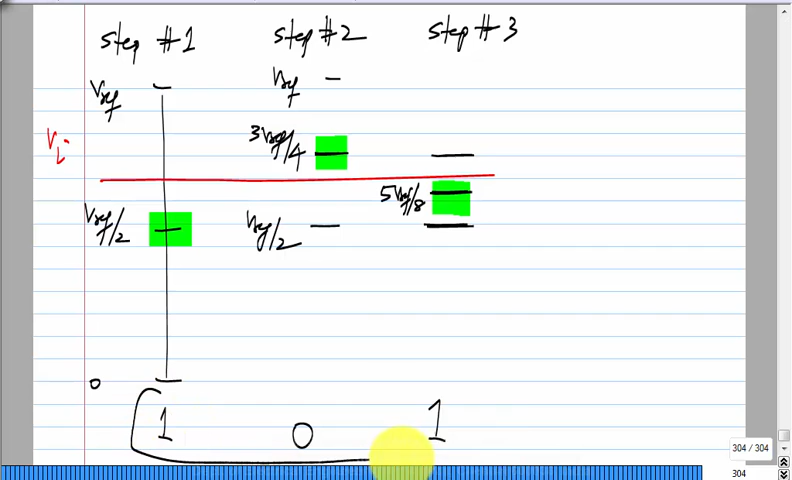 step #1 step #2 step #3
Vref Vref
Vi 3Vref/4
5Vref/8
Vref/2 Vref/2
0
1 0 1
304 / 304
304